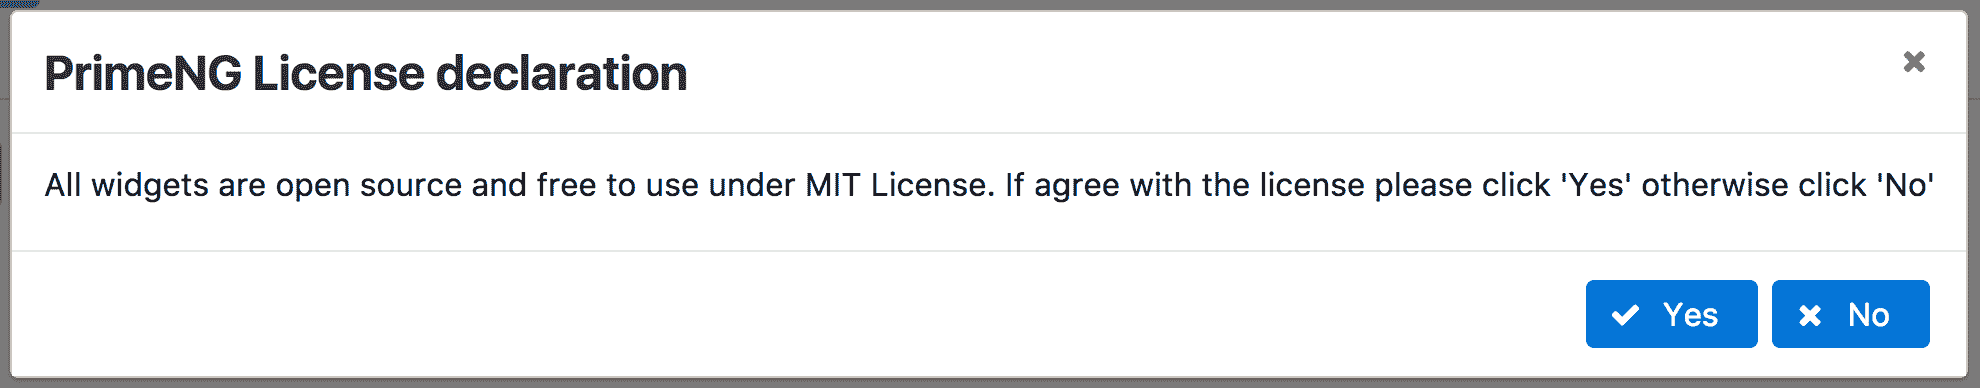 PrimeNG License declaration
All widgets are open source and free to use under MIT License. If agree with the license please click 'Yes' otherwise click 'No'
Yes
No